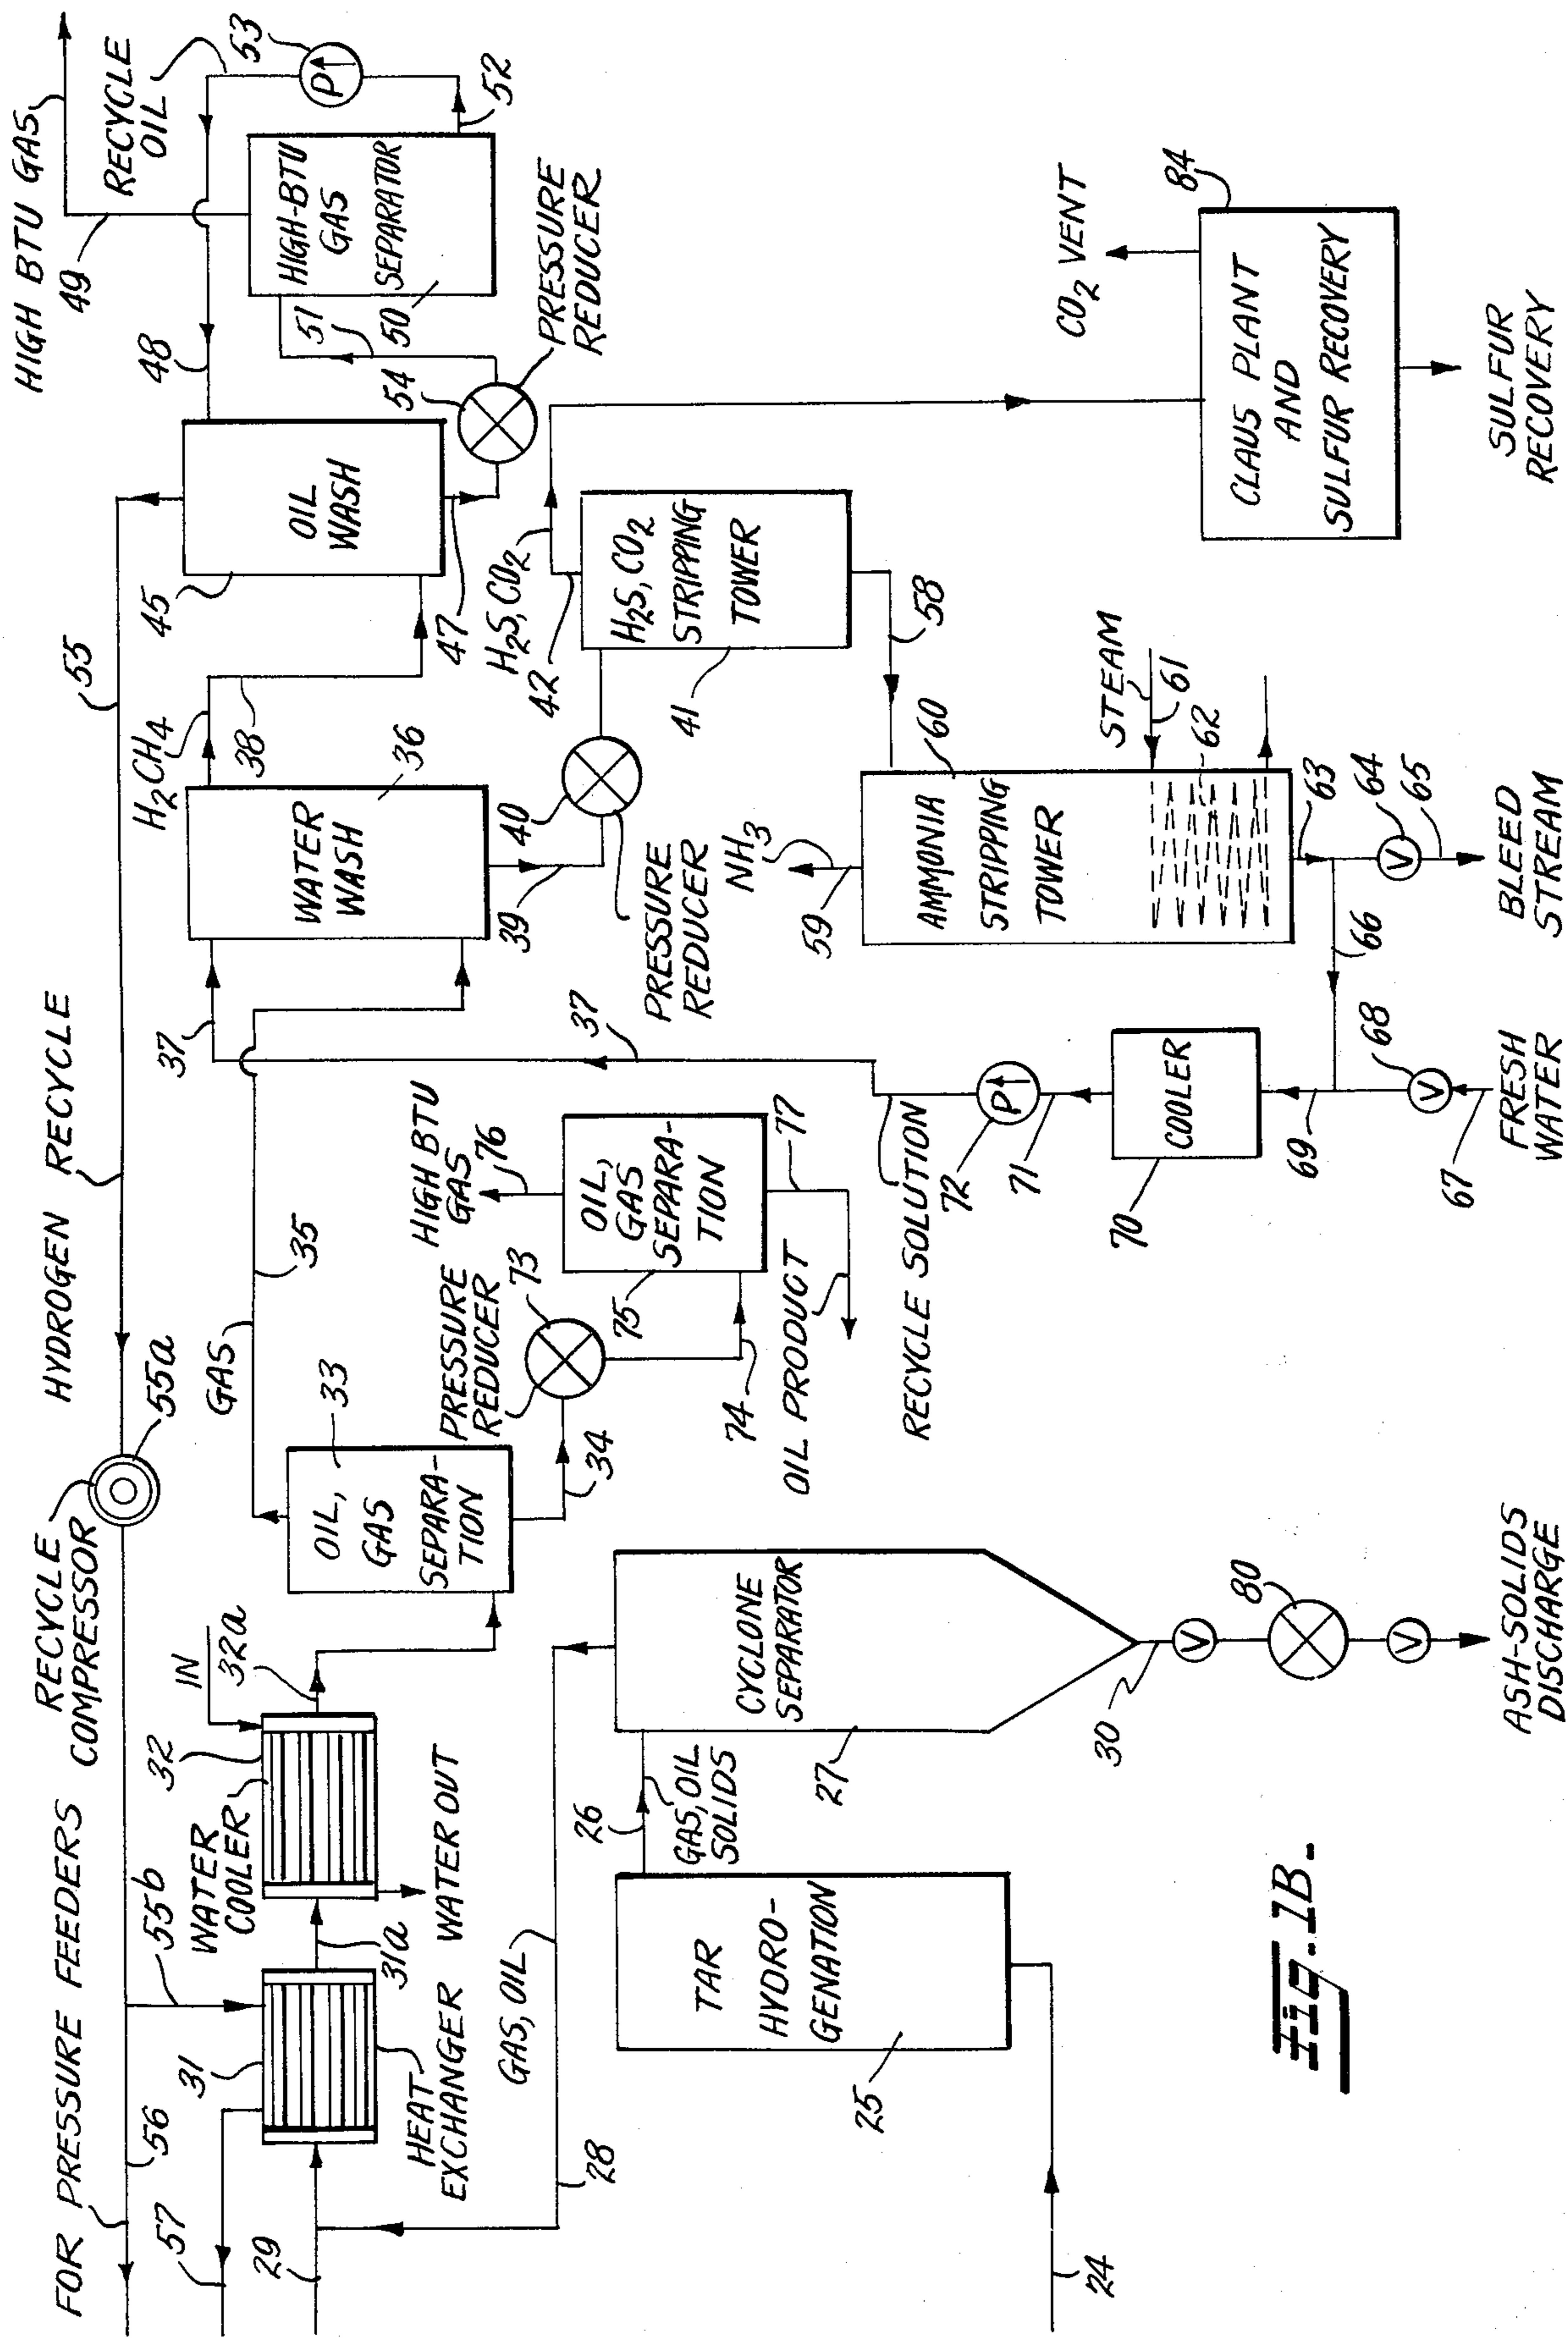 FOR PRESSURE FEEDERS
RECYCLE
COMPRESSOR
55a
HYDROGEN RECYCLE
55
HIGH BTU GAS
49
RECYCLE
OIL
53
P
52
48
HIGH-BTU
GAS
SEPARATOR
50
51
54
PRESSURE
REDUCER
OIL
WASH
45
47
H2CH4
38
WATER
WASH
36
37
39
40
PRESSURE
REDUCER
H2S, CO2
42
H2S, CO2
STRIPPING
TOWER
41
58
56
57
55b
31
HEAT
EXCHANGER
29
31a
WATER
COOLER
32
IN
32a
WATER OUT
GAS
35
OIL,
GAS
SEPARA-
TION
33
34
PRESSURE
REDUCER
73
74
HIGH BTU
GAS
76
OIL,
GAS
SEPARA-
TION
75
77
OIL PRODUCT
37
RECYCLE SOLUTION
P
72
71
COOLER
70
69
V
68
67
FRESH
WATER
NH3
59
AMMONIA
STRIPPING
TOWER
60
STEAM
61
62
63
V
64
65
66
BLEED
STREAM
CO2 VENT
84
CLAUS PLANT
AND
SULFUR RECOVERY
SULFUR
RECOVERY
GAS, OIL
28
TAR
HYDRO-
GENATION
25
24
26
GAS, OIL
SOLIDS
CYCLONE
SEPARATOR
27
30
V
80
V
ASH-SOLIDS
DISCHARGE
Fig. 1B.